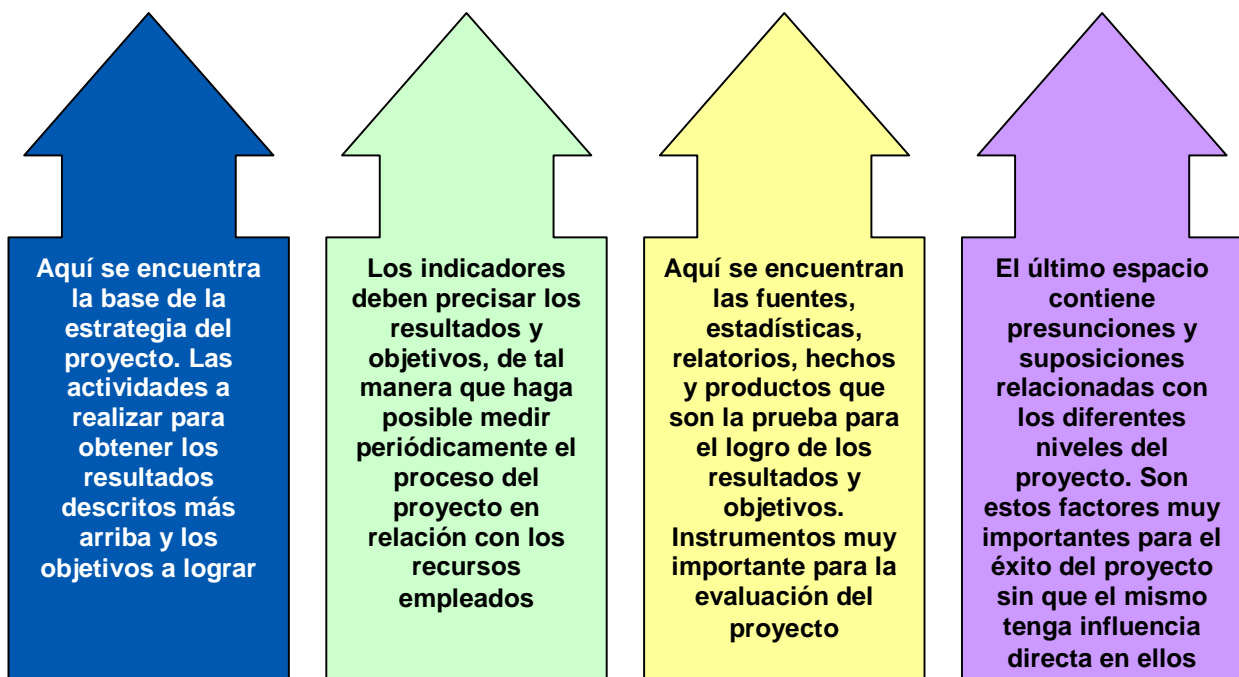 Aquí se encuentra
la base de la
estrategia del
proyecto. Las
actividades a
realizar para
obtener los
resultados
descritos más
arriba y los
objetivos a lograr
Los indicadores
deben precisar los
resultados y
objetivos, de tal
manera que haga
posible medir
periódicamente el
proceso del
proyecto en
relación con los
recursos
empleados
Aquí se encuentran
las fuentes,
estadísticas,
relatorios, hechos
y productos que
son la prueba para
el logro de los
resultados y
objetivos.
Instrumentos muy
importante para la
evaluación del
proyecto
El último espacio
contiene
presunciones y
suposiciones
relacionadas con
los diferentes
niveles del
proyecto. Son
estos factores muy
importantes para el
éxito del proyecto
sin que el mismo
tenga influencia
directa en ellos